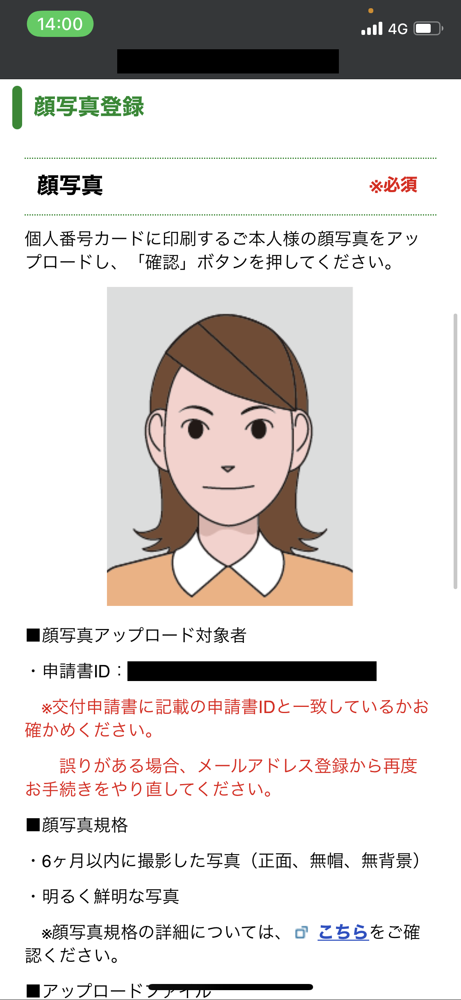 14:00
4G
顔写真登録
顔写真
※必須
個人番号カードに印刷するご本人様の顔写真をアッ
プロードし、「確認」ボタンを押してください。
■顔写真アップロード対象者
・申請書ID：
※交付申請書に記載の申請書IDと一致しているかお
確かめください。
誤りがある場合、メールアドレス登録から再度
お手続きをやり直してください。
■顔写真規格
・6ヶ月以内に撮影した写真（正面、無帽、無背景）
・明るく鮮明な写真
※顔写真規格の詳細については、こちらをご確
認ください。
■アップロードファイル